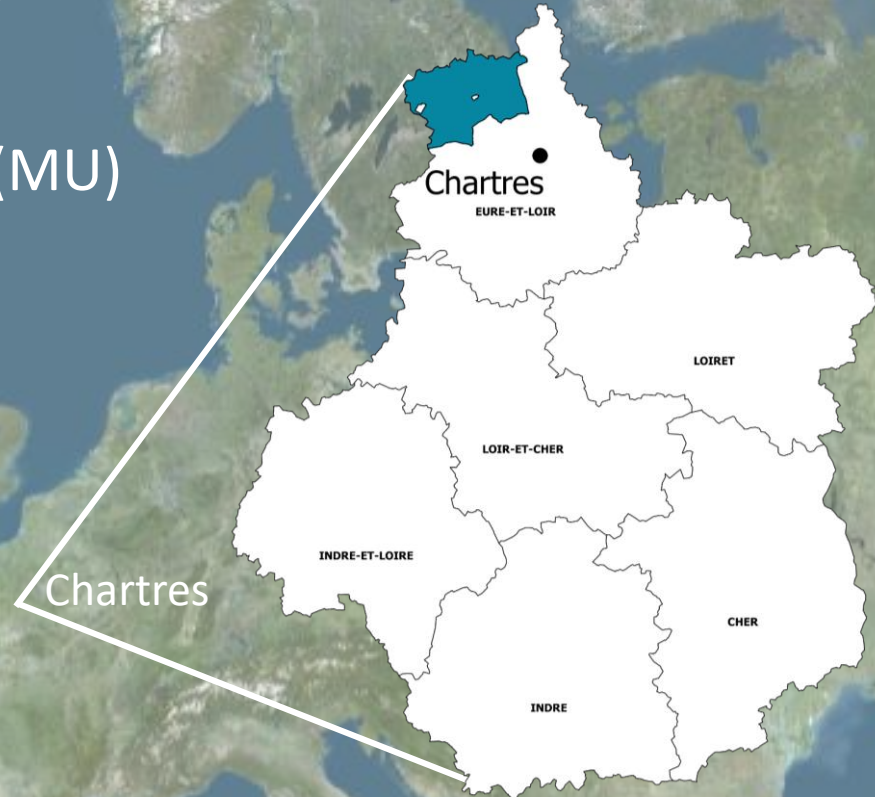 (MU)
Chartres
EURE-ET-LOIR
LOIRET
LOIR-ET-CHER
INDRE-ET-LOIRE
Chartres
CHER
INDRE